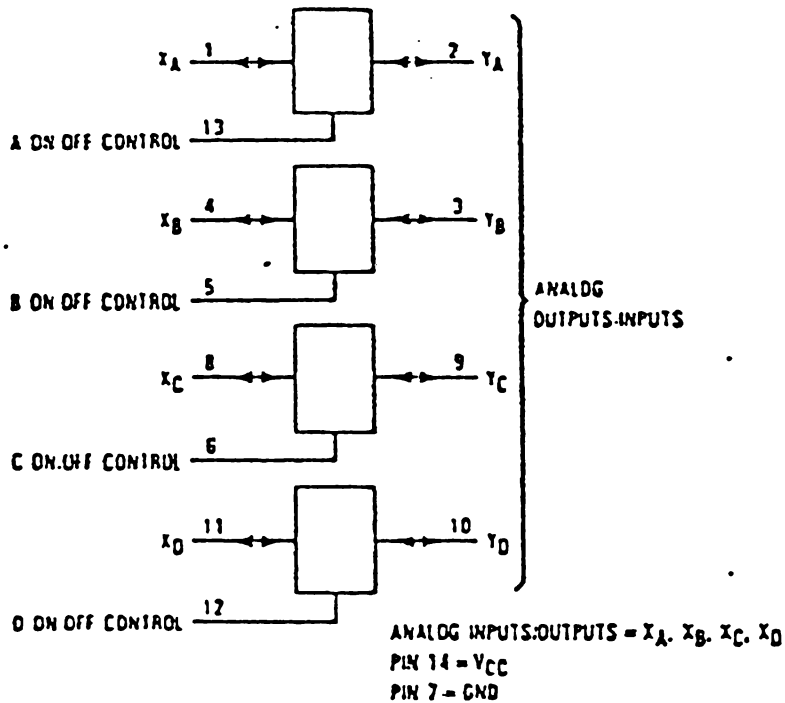 XA 1 2 YA
A ON OFF CONTROL 13
XB 4 3 YB
B ON OFF CONTROL 5
XC 8 9 YC
C ON.OFF CONTROL 6
XD 11 10 YD
D ON OFF CONTROL 12
ANALOG
OUTPUTS-INPUTS
ANALOG INPUTS:OUTPUTS = XA. XB. XC. XD
PIN 14 = VCC
PIN 7 = GND